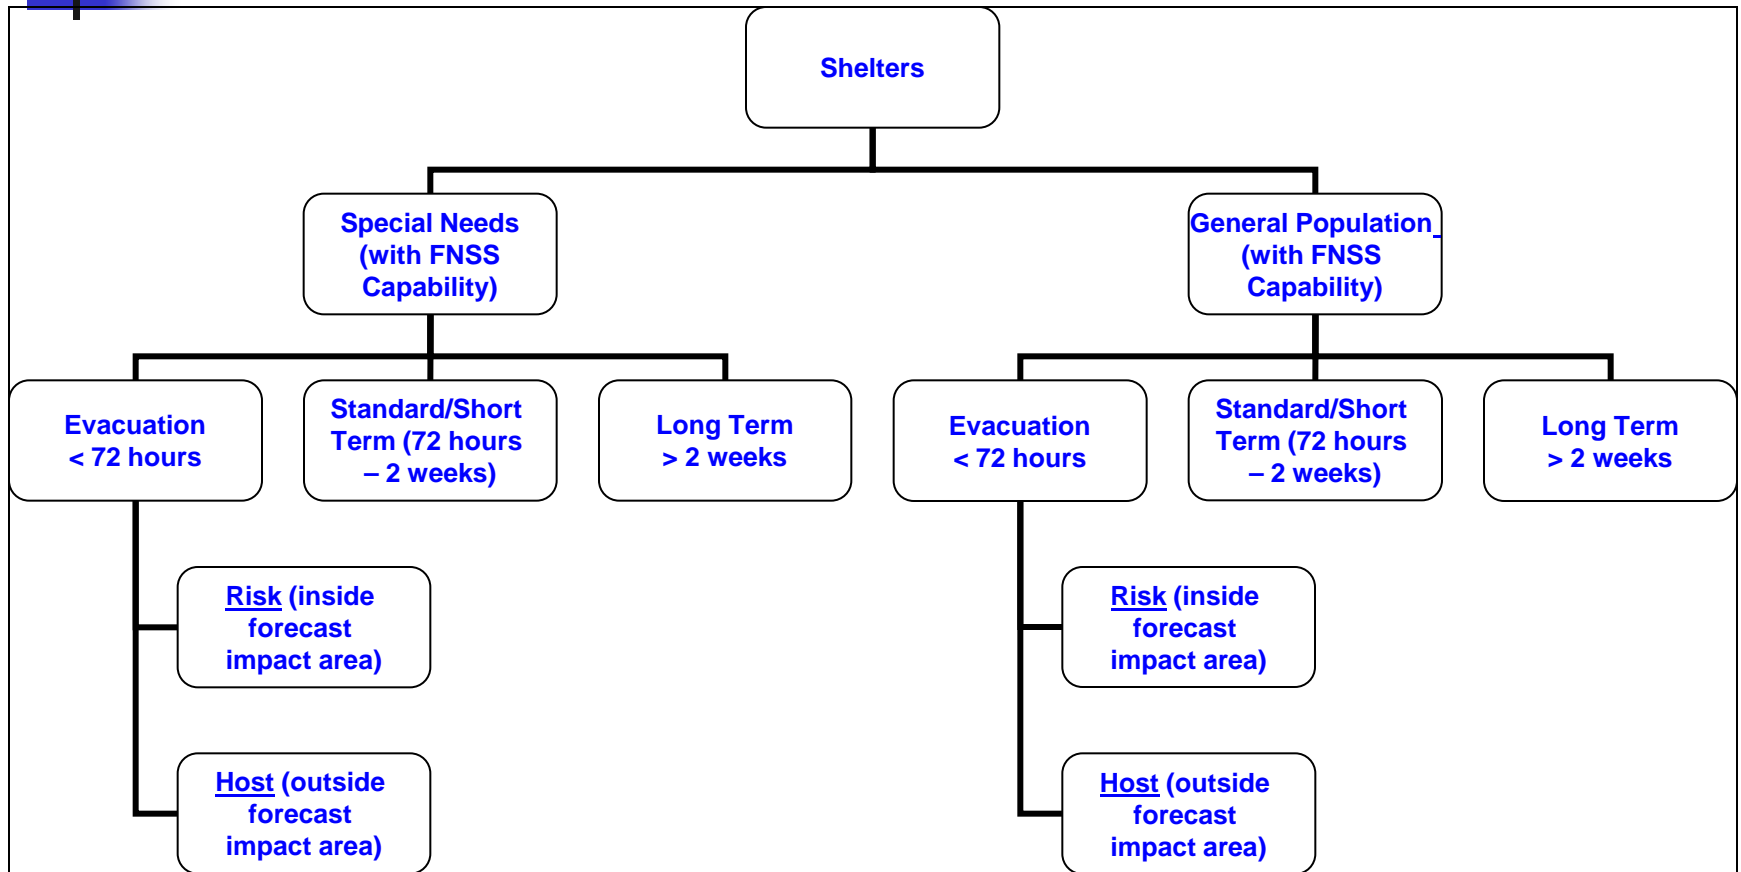 Shelters
Special Needs
(with FNSS
Capability)
General Population
(with FNSS
Capability)
Evacuation
< 72 hours
Standard/Short
Term (72 hours
– 2 weeks)
Long Term
> 2 weeks
Evacuation
< 72 hours
Standard/Short
Term (72 hours
– 2 weeks)
Long Term
> 2 weeks
Risk (inside
forecast
impact area)
Risk (inside
forecast
impact area)
Host (outside
forecast
impact area)
Host (outside
forecast
impact area)